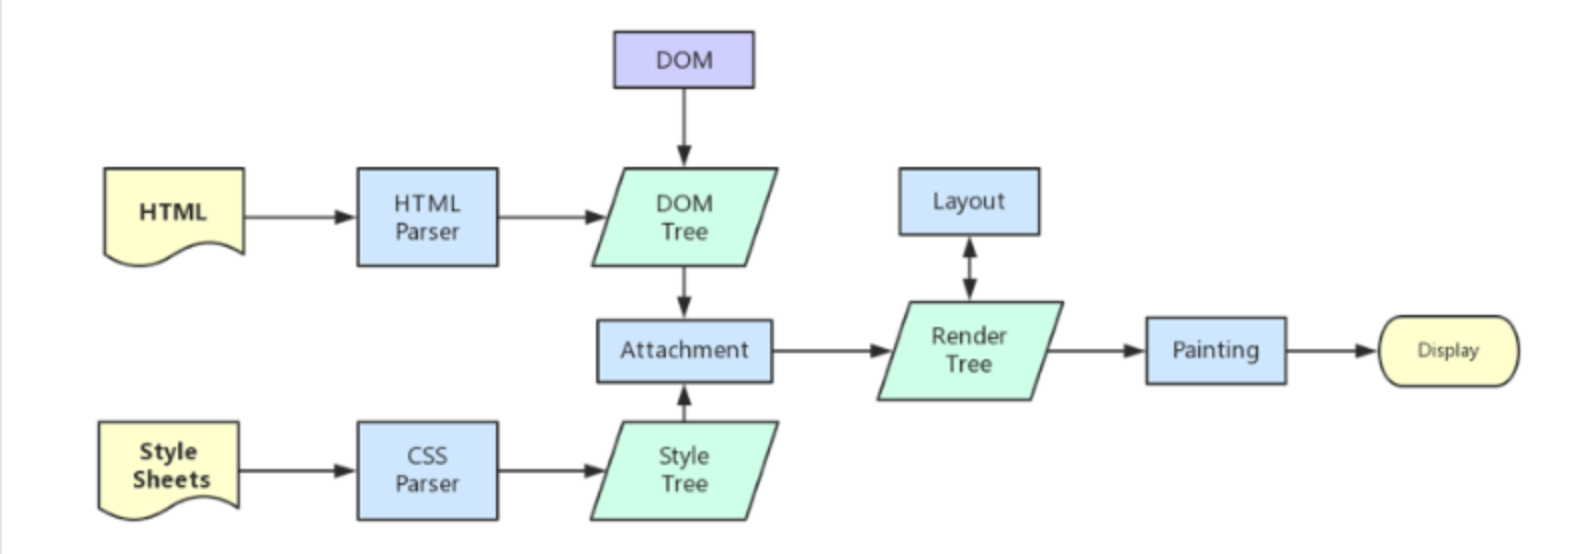 DOM
HTML
HTML
Parser
DOM
Tree
Layout
Attachment
Render
Tree
Painting
Display
Style
Sheets
CSS
Parser
Style
Tree